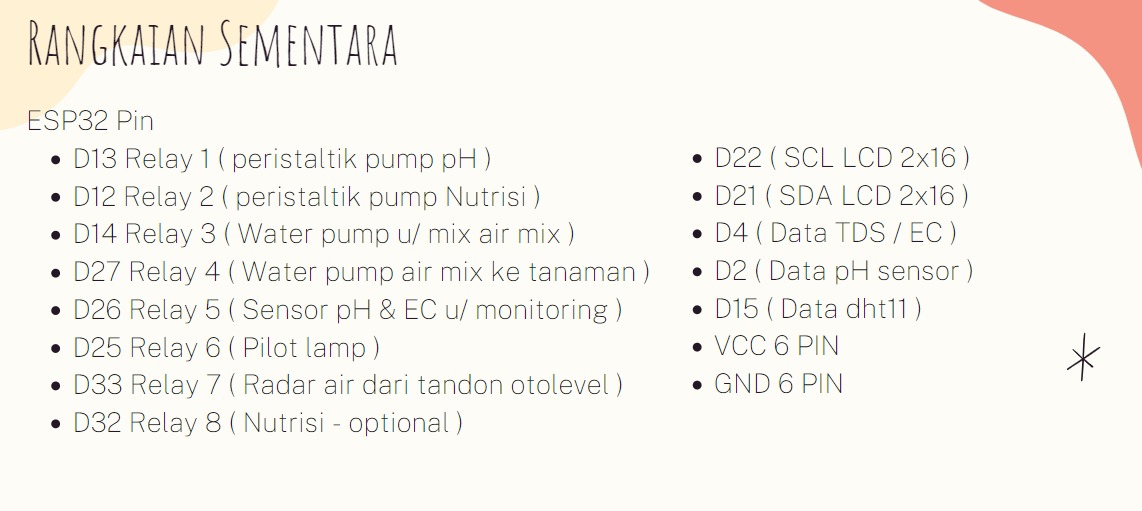 RANGKAIAN SEMENTARA
ESP32 Pin
• D13 Relay 1 ( peristaltik pump pH )
• D12 Relay 2 ( peristaltik pump Nutrisi )
• D14 Relay 3 ( Water pump u/ mix air mix )
• D27 Relay 4 ( Water pump air mix ke tanaman )
• D26 Relay 5 ( Sensor pH & EC u/ monitoring )
• D25 Relay 6 ( Pilot lamp )
• D33 Relay 7 ( Radar air dari tandon otolevel )
• D32 Relay 8 ( Nutrisi - optional )
• D22 ( SCL LCD 2x16 )
• D21 ( SDA LCD 2x16 )
• D4 ( Data TDS / EC )
• D2 ( Data pH sensor )
• D15 ( Data dht11 )
• VCC 6 PIN
• GND 6 PIN